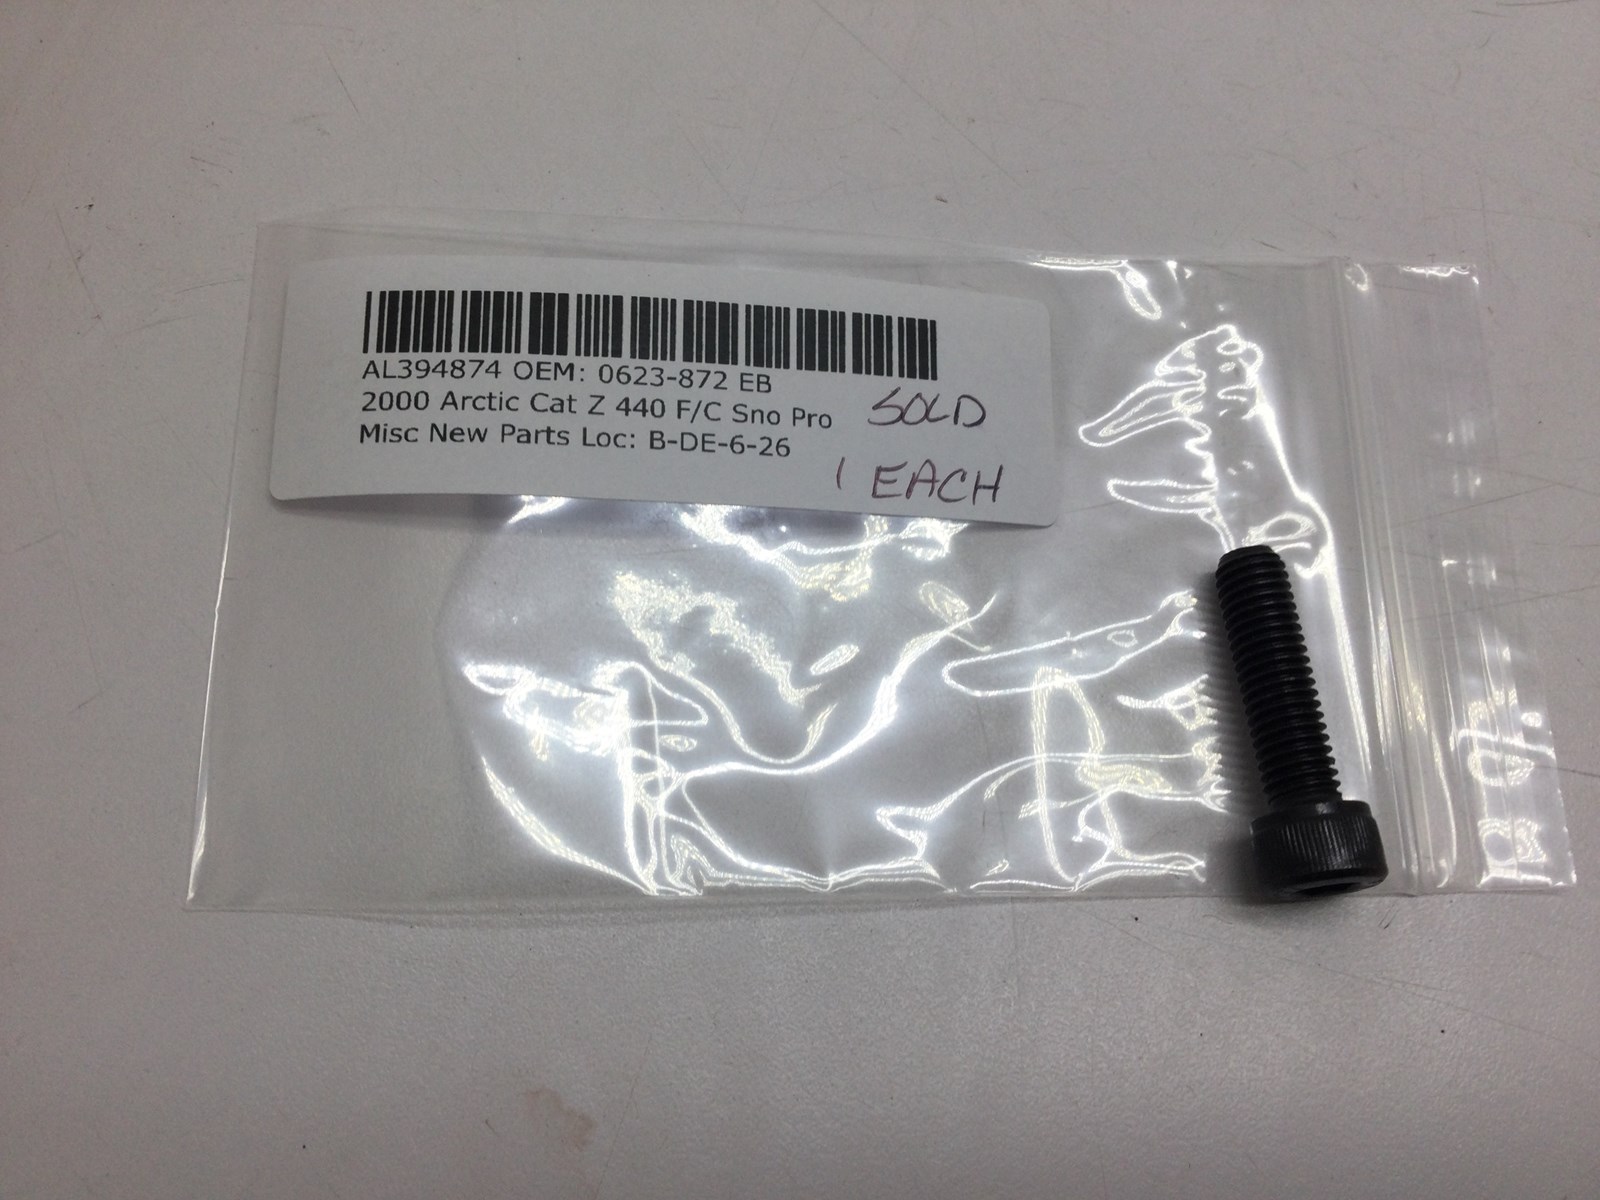 AL394874 OEM: 0623-872 EB
2000 Arctic Cat Z 440 F/C Sno Pro
Misc New Parts Loc: B-DE-6-26
SOLD
1 EACH